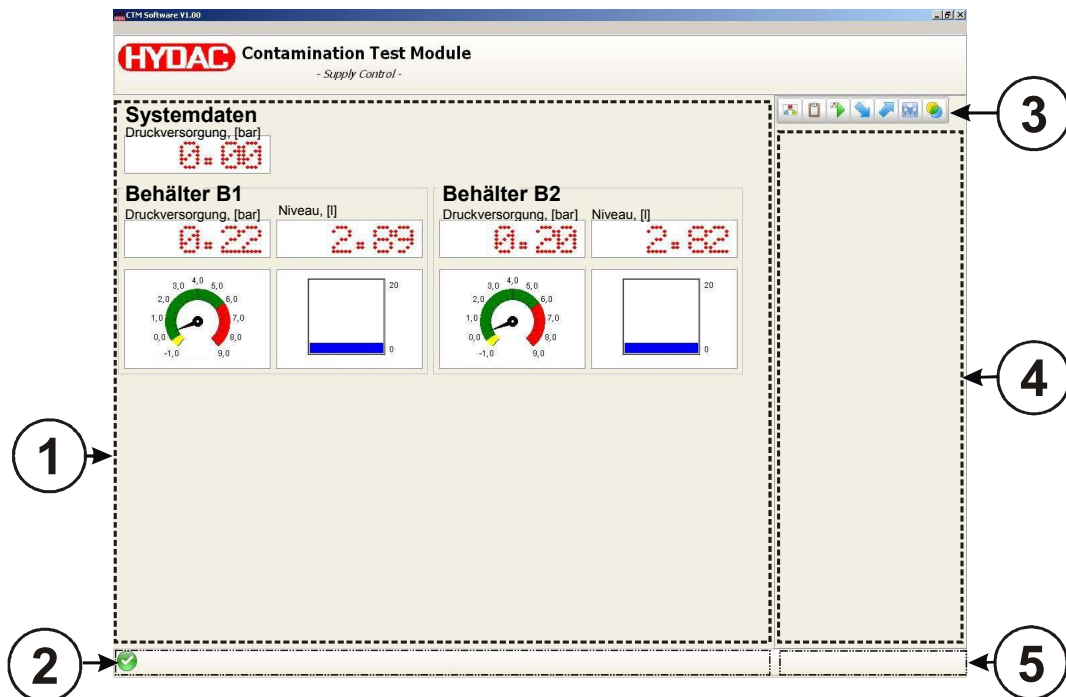 CTM Software V1.00
HYDAC Contamination Test Module
- Supply Control -
3
Systemdaten
Druckversorgung, [bar]
0.00
Behälter B1
Druckversorgung, [bar] Niveau, [l]
0.22 2.89
-1,0 0,0 1,0 2,0 3,0 4,0 5,0 6,0 7,0 8,0 9,0
20
0
Behälter B2
Druckversorgung, [bar] Niveau, [l]
0.20 2.82
-1,0 0,0 1,0 2,0 3,0 4,0 5,0 6,0 7,0 8,0 9,0
20
0
4
1
2
5